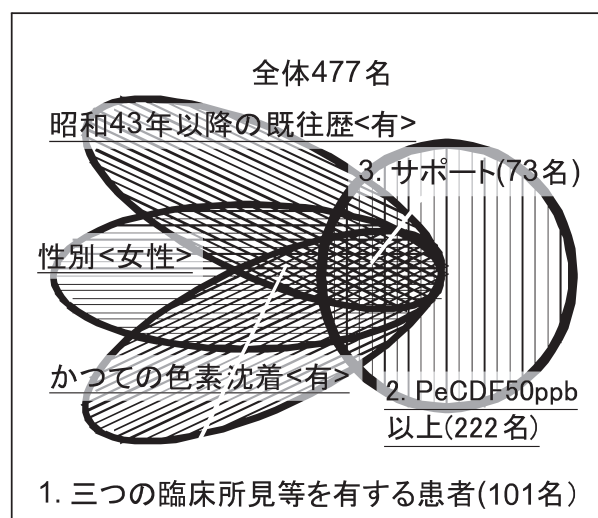 全体477名
昭和43年以降の既往歴<有>
3. サポート(73名)
性別<女性>
かつての色素沈着<有>
2. PeCDF50ppb
以上(222名)
1. 三つの臨床所見等を有する患者(101名)